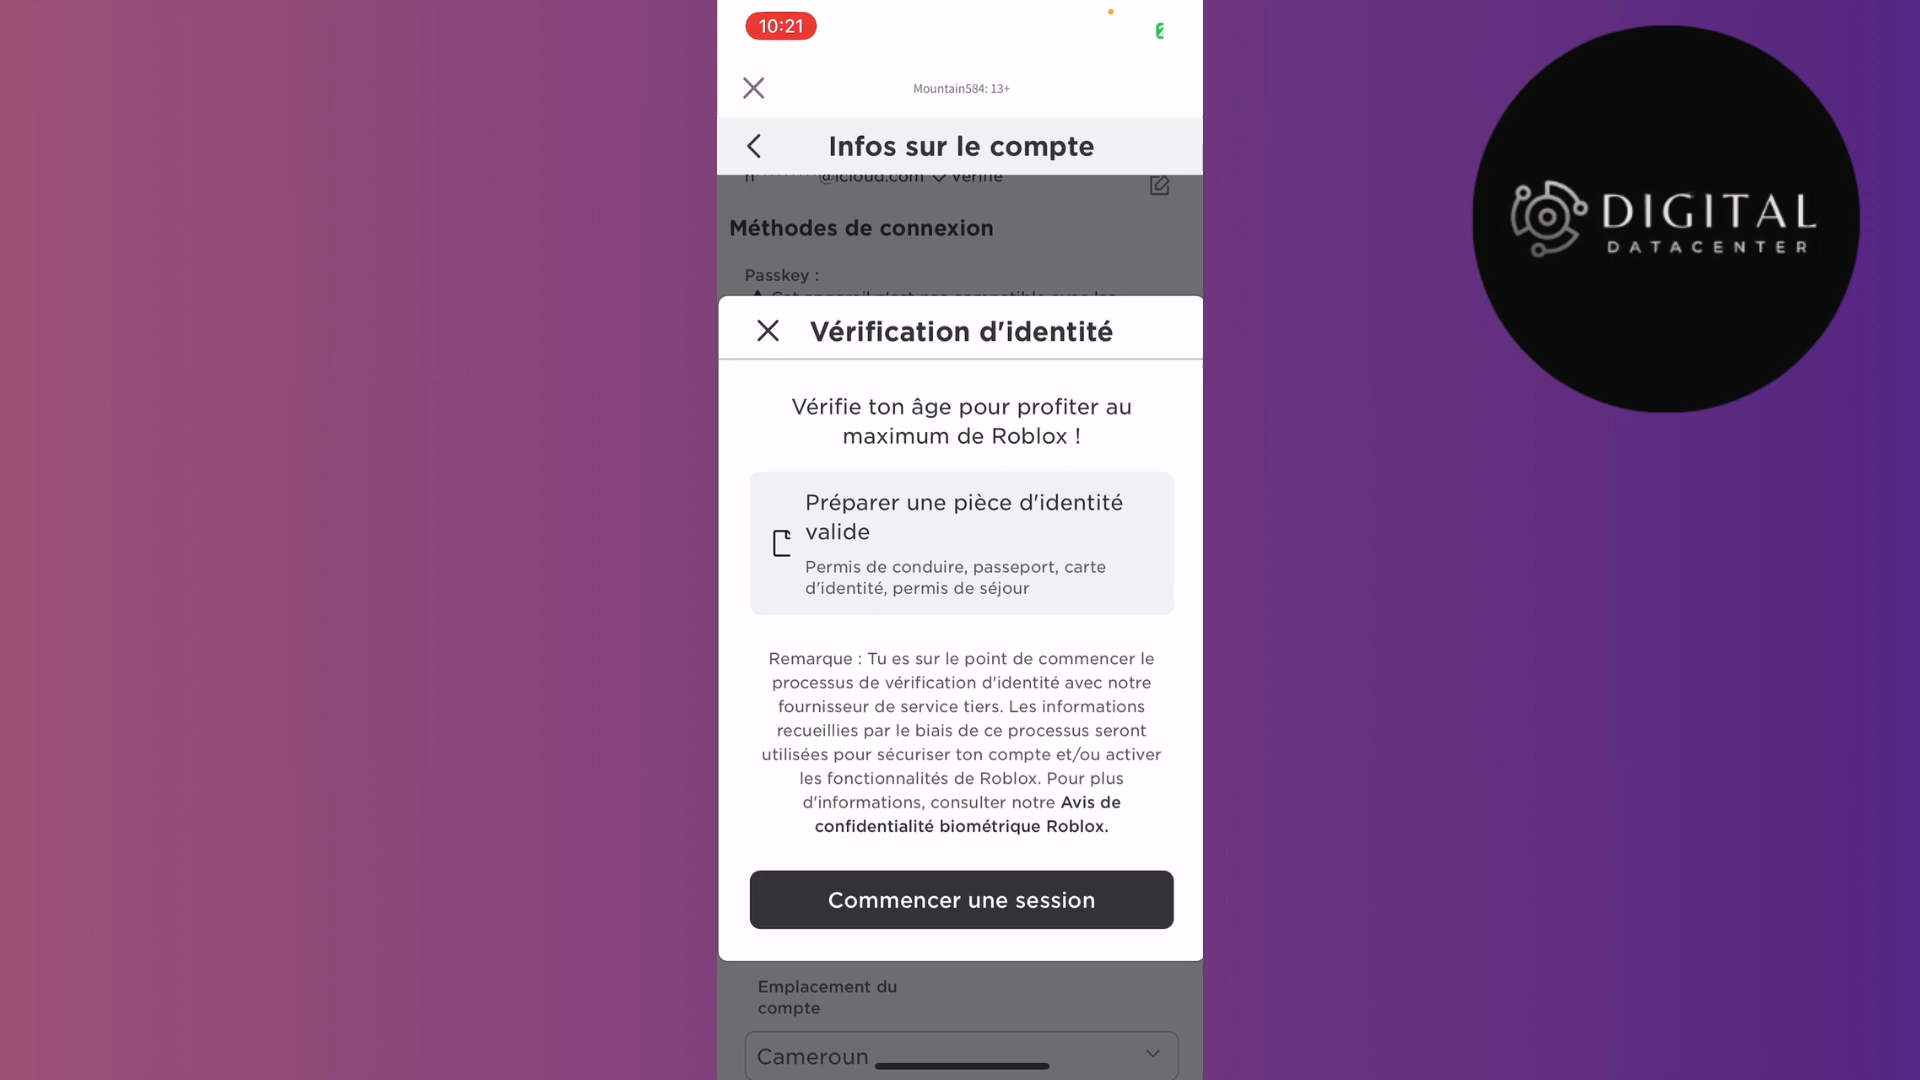 10:21
Mountain584: 13+
Infos sur le compte
@icloud.com Vérifié
Méthodes de connexion
Passkey :
Vérification d'identité
Vérifie ton âge pour profiter au
maximum de Roblox !
Préparer une pièce d'identité
valide
Permis de conduire, passeport, carte
d'identité, permis de séjour
Remarque : Tu es sur le point de commencer le
processus de vérification d'identité avec notre
fournisseur de service tiers. Les informations
recueillies par le biais de ce processus seront
utilisées pour sécuriser ton compte et/ou activer
les fonctionnalités de Roblox. Pour plus
d'informations, consulter notre Avis de
confidentialité biométrique Roblox.
Commencer une session
Emplacement du
compte
Cameroun
DIGITAL
DATACENTER